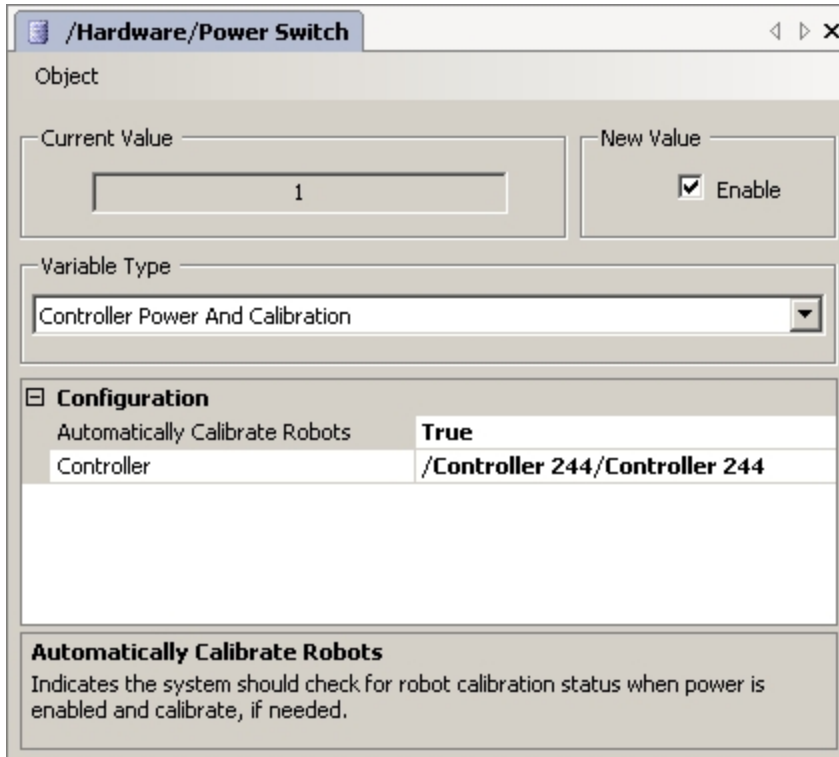 /Hardware/Power Switch
Object
Current Value
New Value
1
Enable
Variable Type
Controller Power And Calibration
Configuration
Automatically Calibrate Robots True
Controller /Controller 244/Controller 244
Automatically Calibrate Robots
Indicates the system should check for robot calibration status when power is
enabled and calibrate, if needed.